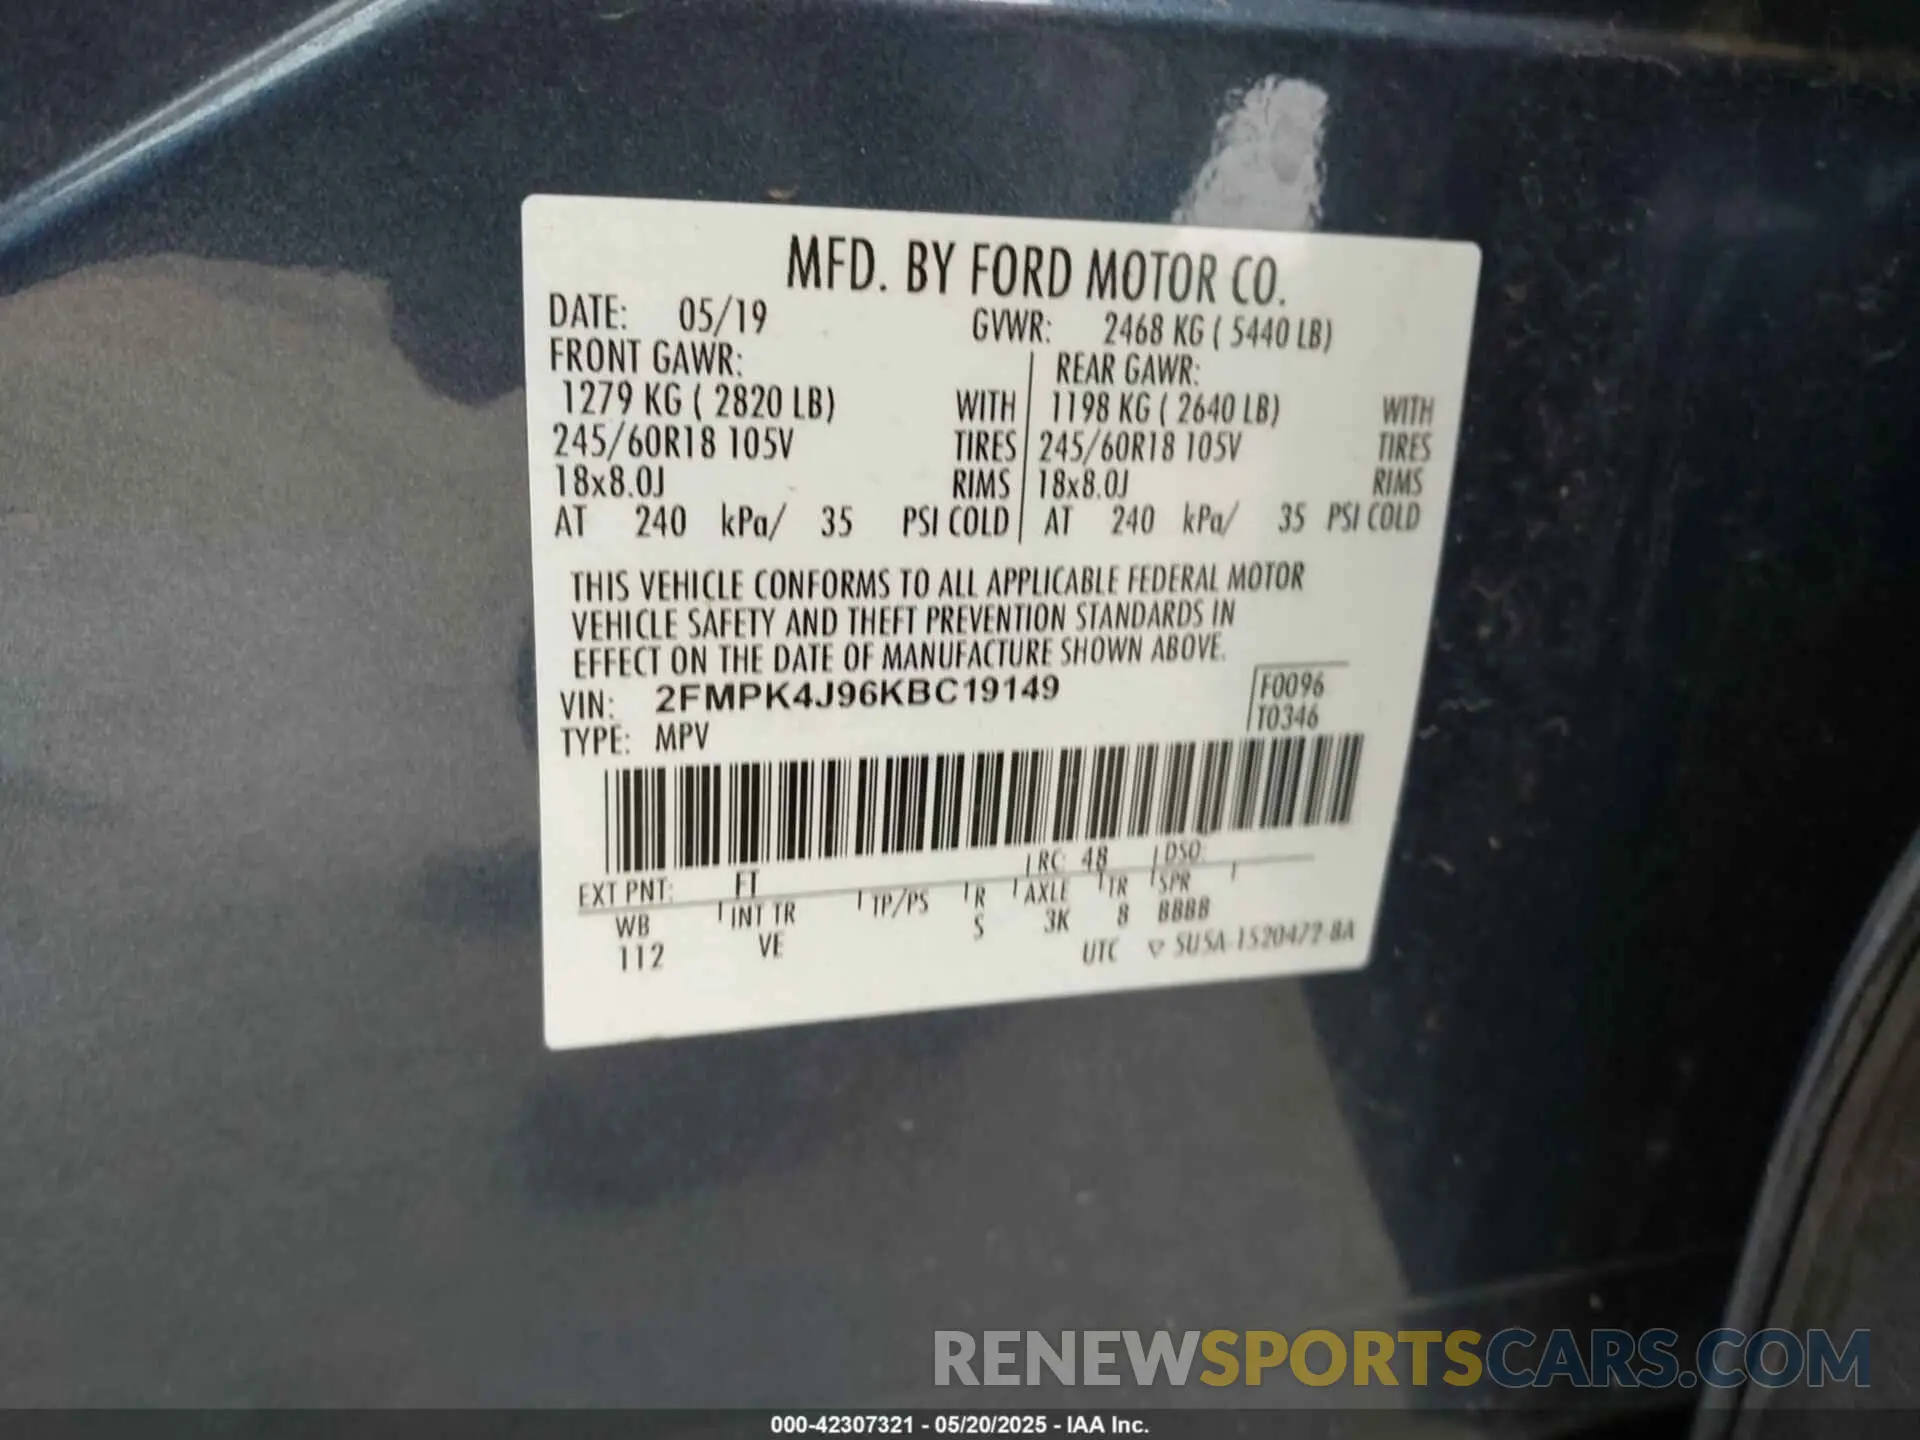 MFD. BY FORD MOTOR CO.
DATE: 05/19 GVWR: 2468 KG ( 5440 LB)
FRONT GAWR: REAR GAWR:
1279 KG ( 2820 LB) WITH 1198 KG ( 2640 LB) WITH
245/60R18 105V TIRES 245/60R18 105V TIRES
18x8.0J RIMS 18x8.0J RIMS
AT 240 kPa/ 35 PSI COLD AT 240 kPa/ 35 PSI COLD
THIS VEHICLE CONFORMS TO ALL APPLICABLE FEDERAL MOTOR
VEHICLE SAFETY AND THEFT PREVENTION STANDARDS IN
EFFECT ON THE DATE OF MANUFACTURE SHOWN ABOVE.
VIN: 2FMPK4J96KBC19149 F0096
TYPE: MPV T0346
EXT PNT: FT RC: 48 DSO:
WB INT TR TP/PS R AXLE TR SPR
112 VE S 3K 8 BBBB
UTC
RENEWSPORTSCARS.COM
000-42307321 - 05/20/2025 - IAA Inc.